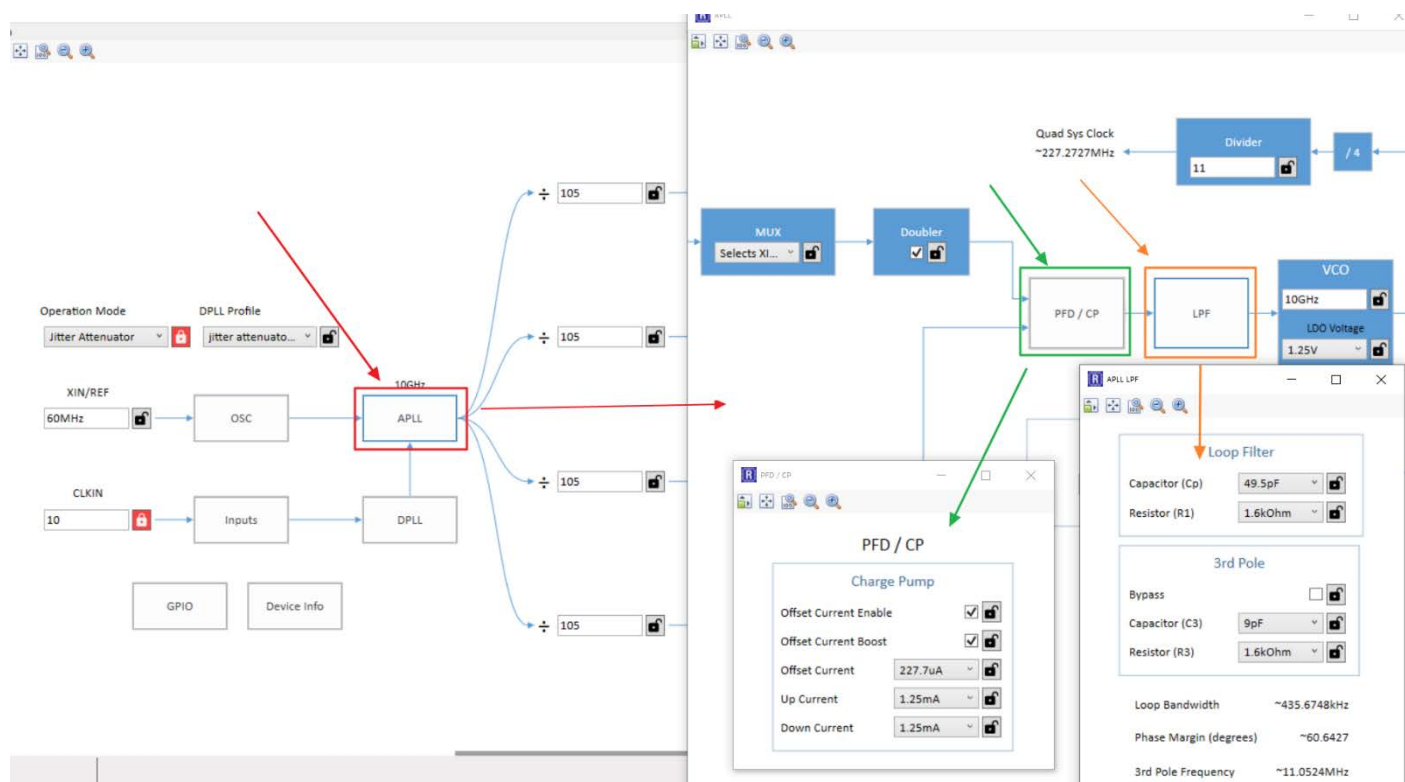 APLL
Quad Sys Clock
~227.2727MHz
Divider
11
/ 4
÷ 105
MUX
Selects XI...
Doubler
VCO
10GHz
LDO Voltage
1.25V
PFD / CP
LPF
Operation Mode
DPLL Profile
Jitter Attenuator
jitter attenuato...
÷ 105
XIN/REF
60MHz
OSC
10GHz
APLL
CLKIN
10
Inputs
DPLL
÷ 105
GPIO
Device Info
÷ 105
PFD / CP
PFD / CP
Charge Pump
Offset Current Enable
Offset Current Boost
Offset Current 227.7uA
Up Current 1.25mA
Down Current 1.25mA
APLL LPF
Loop Filter
Capacitor (Cp) 49.5pF
Resistor (R1) 1.6kOhm
3rd Pole
Bypass
Capacitor (C3) 9pF
Resistor (R3) 1.6kOhm
Loop Bandwidth ~435.6748kHz
Phase Margin (degrees) ~60.6427
3rd Pole Frequency ~11.0524MHz